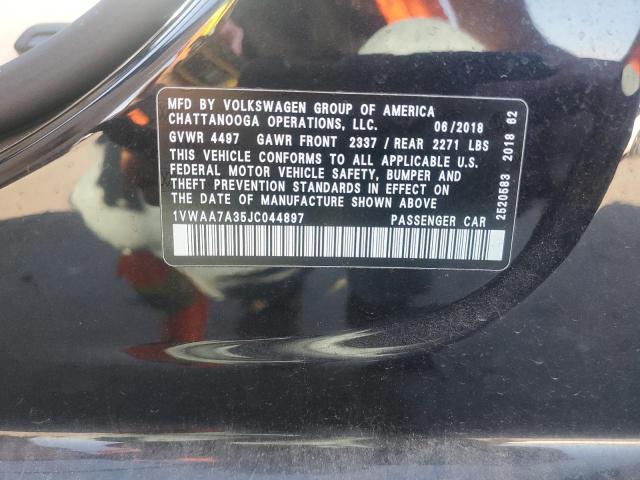 MFD BY VOLKSWAGEN GROUP OF AMERICA
CHATTANOOGA OPERATIONS, LLC. 06/2018
GVWR 4497 GAWR FRONT 2337 / REAR 2271 LBS
THIS VEHICLE CONFORMS TO ALL APPLICABLE U.S.
FEDERAL MOTOR VEHICLE SAFETY, BUMPER AND
THEFT PREVENTION STANDARDS IN EFFECT ON
THE DATE OF MANUFACTURE SHOWN ABOVE
1VWAA7A35JC044897 PASSENGER CAR
2520583 2018 62